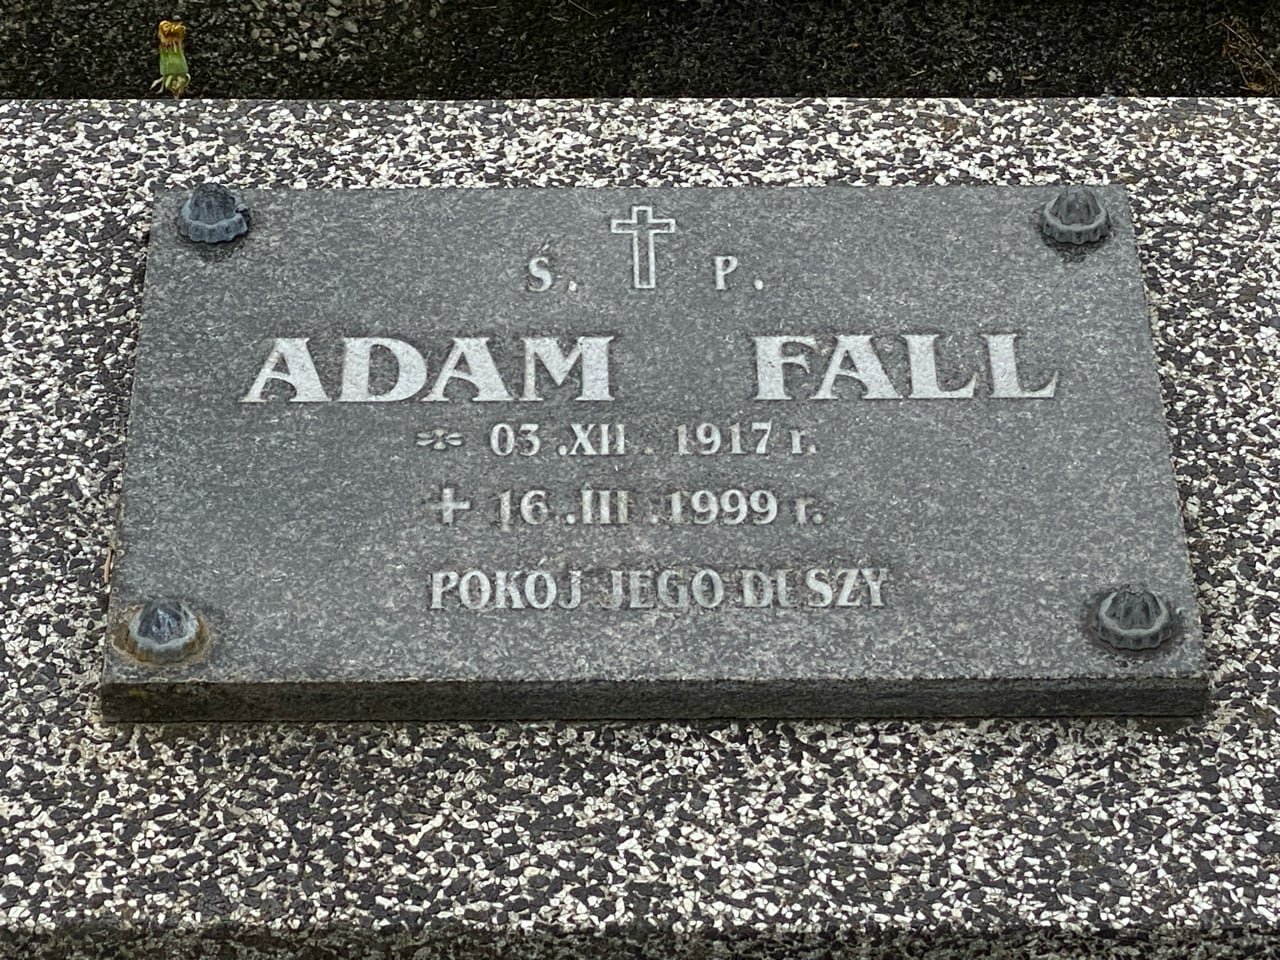 Ś. P.
ADAM FALL
03.XII.1917 r.
16.III.1999 r.
POKÓJ JEGO DUSZY